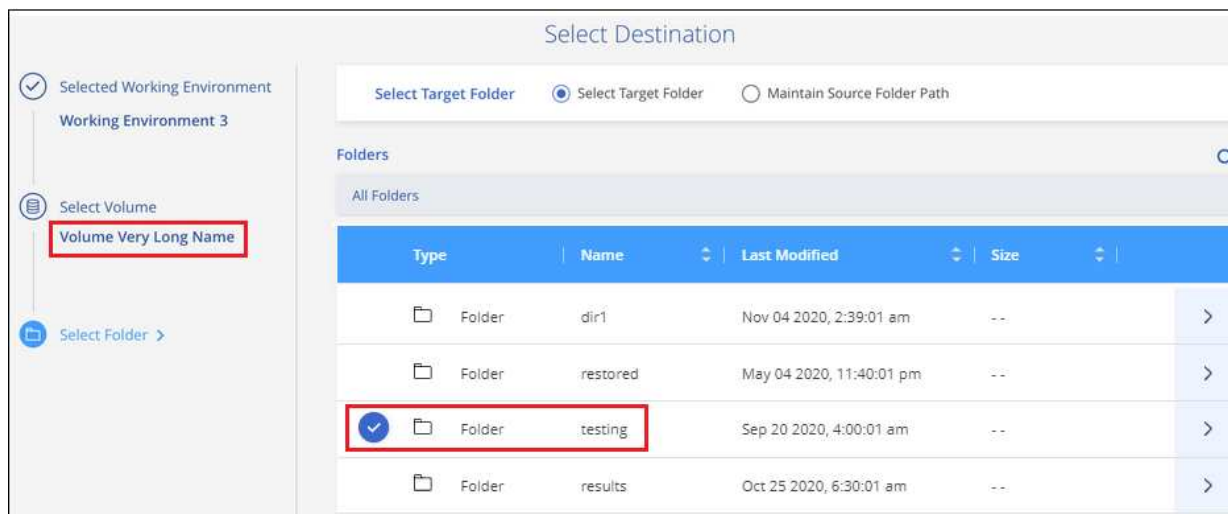 Select Destination
Selected Working Environment
Working Environment 3
Select Volume
Volume Very Long Name
Select Folder >
Select Target Folder Select Target Folder Maintain Source Folder Path
Folders
All Folders
Type Name Last Modified Size
Folder dir1 Nov 04 2020, 2:39:01 am --
Folder restored May 04 2020, 11:40:01 pm --
Folder testing Sep 20 2020, 4:00:01 am --
Folder results Oct 25 2020, 6:30:01 am --